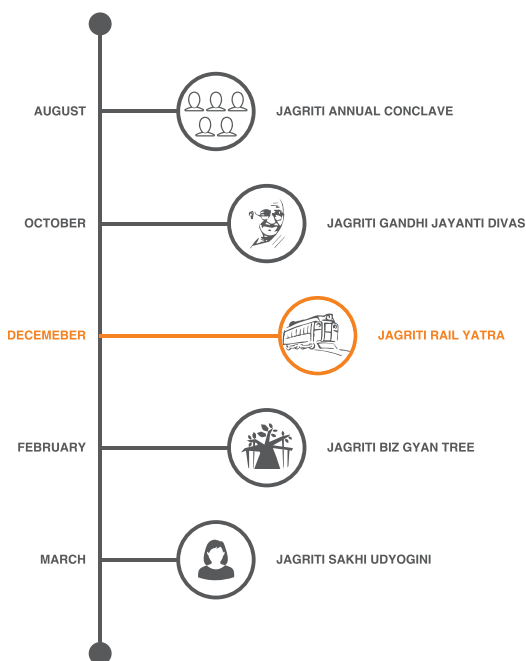 AUGUST JAGRITI ANNUAL CONCLAVE
OCTOBER JAGRITI GANDHI JAYANTI DIVAS
DECEMEBER JAGRITI RAIL YATRA
FEBRUARY JAGRITI BIZ GYAN TREE
MARCH JAGRITI SAKHI UDYOGINI